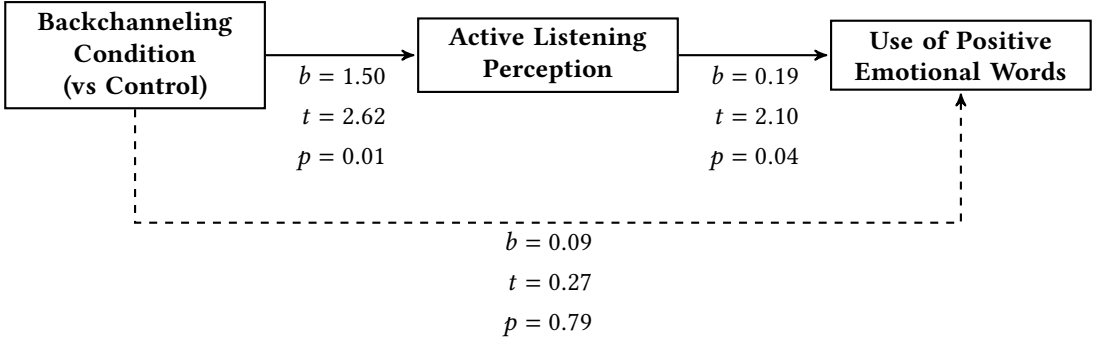 Backchanneling
Condition
(vs Control)
Active Listening
Perception
Use of Positive
Emotional Words
b = 1.50
t = 2.62
p = 0.01
b = 0.19
t = 2.10
p = 0.04
b = 0.09
t = 0.27
p = 0.79